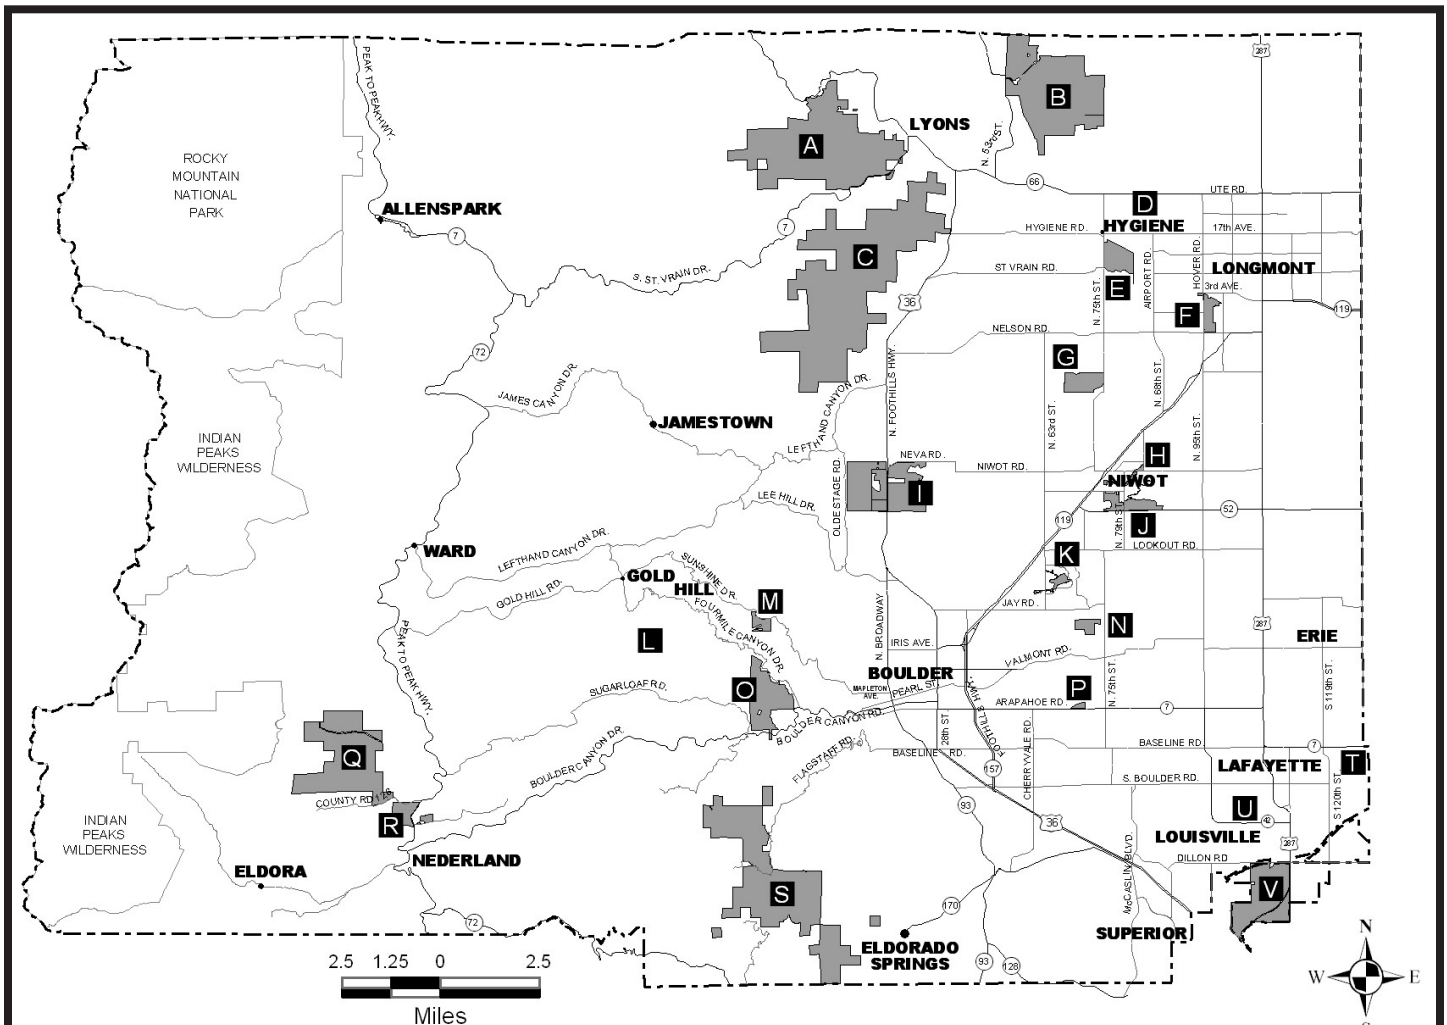 287
PEAK TO PEAK HWY.
B
A
LYONS
N. 53rd ST.
ROCKY
MOUNTAIN
NATIONAL
PARK
66
UTE RD.
D
ALLENSPARK
HYGIENE
7
7
HYGIENE RD.
17th AVE.
C
S. ST. VRAIN DR.
ST VRAIN RD.
AIRPORT RD.
HOVER RD.
LONGMONT
E
N. 75th ST.
3rd AVE.
36
F
119
NELSON RD.
72
G
JAMES CANYON DR.
N. FOOTHILLS HWY.
N. 68th ST.
LEFTHAND CANYON DR.
N. 63rd ST.
N. 95th ST.
JAMESTOWN
INDIAN
PEAKS
WILDERNESS
NEVA RD.
H
NIWOT RD.
OLDE STAGE RD.
NIWOT
I
LEE HILL DR.
52
119
J
N. 79th ST.
LOOKOUT RD.
WARD
LEFTHAND CANYON DR.
K
GOLD
HILL
SUNSHINE DR.
GOLD HILL RD.
M
JAY RD.
FOURMILE CANYON DR.
N. BROADWAY
N
287
PEAK TO PEAK HWY.
L
IRIS AVE.
ERIE
VALMONT RD.
BOULDER
SUGARLOAF RD.
O
MAPLETON
AVE.
PEARL ST.
P
N. 75th ST.
S 119th ST.
ARAPAHOE RD.
7
BOULDER CANYON RD.
28th ST.
FOOTHILLS HWY.
CHERRYVALE RD.
BOULDER CANYON DR.
FLAGSTAFF RD.
BASELINE RD.
BASELINE RD.
7
Q
157
LAFAYETTE
T
S. BOULDER RD.
COUNTY RD 126
S 120th ST.
93
U
INDIAN
PEAKS
WILDERNESS
R
36
42
LOUISVILLE
287
NEDERLAND
McCASLIN BLVD.
DILLON RD
ELDORA
S
V
170
72
SUPERIOR
ELDORADO
SPRINGS
N
2.5 1.25 0 2.5
93
128
W E
Miles